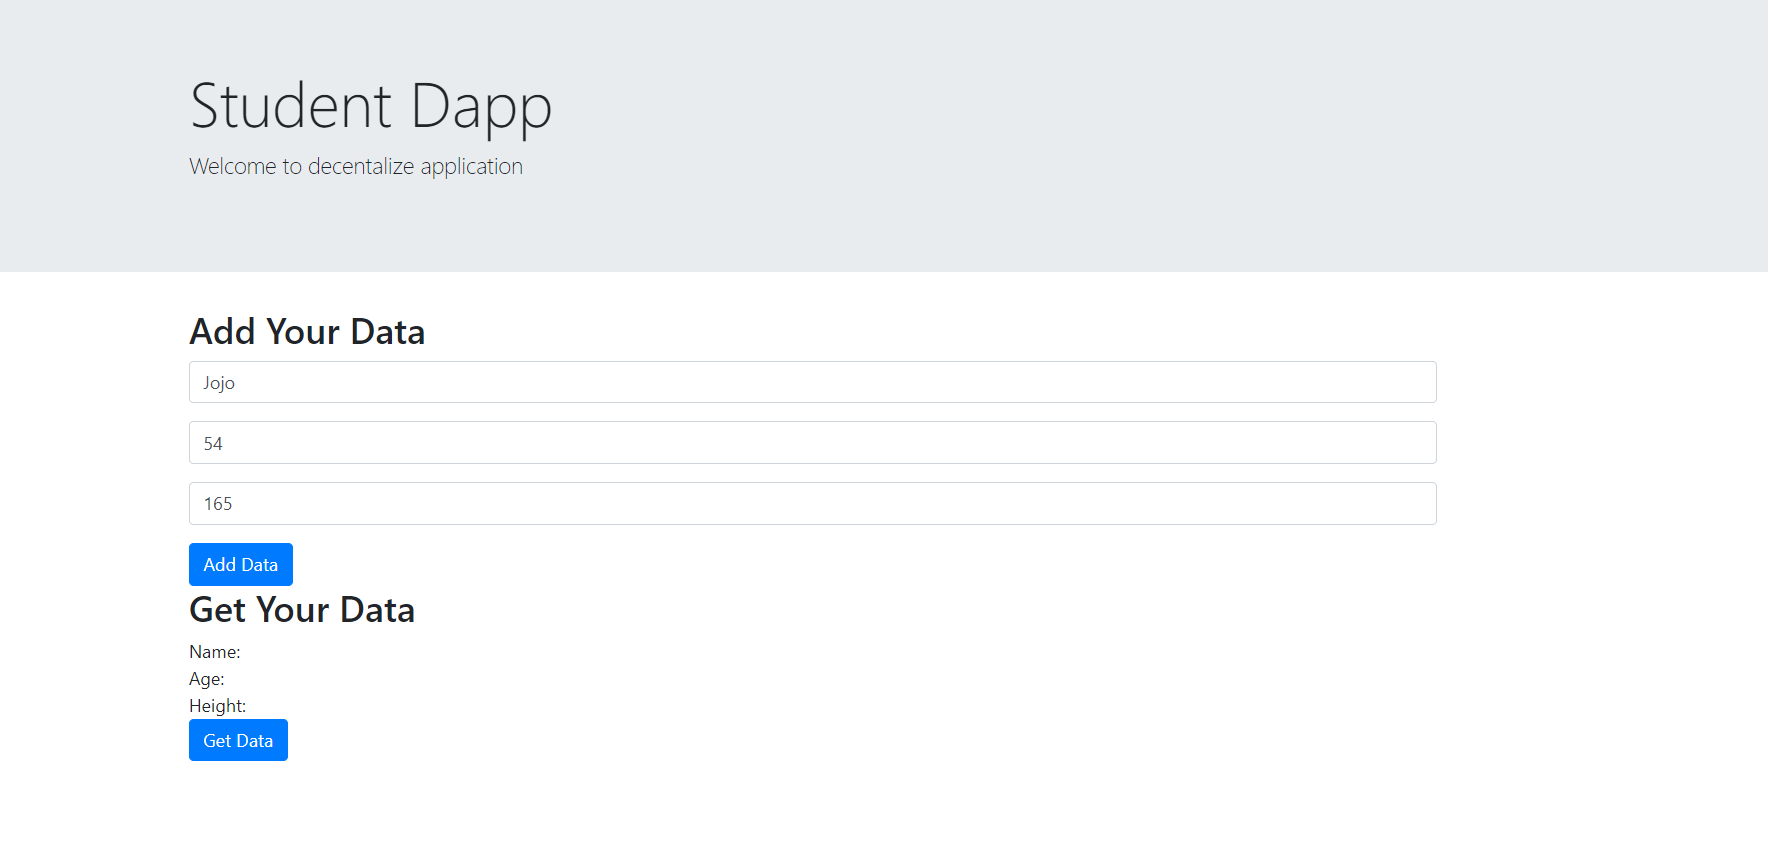 Student Dapp
Welcome to decentalize application
Add Your Data
Jojo
54
165
Add Data
Get Your Data
Name:
Age:
Height:
Get Data